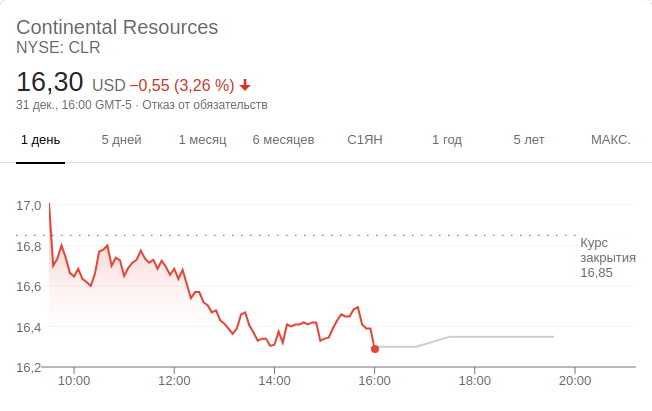 Continental Resources
NYSE: CLR
16,30 USD −0,55 (3,26 %)
31 дек., 16:00 GMT-5 · Отказ от обязательств
1 день 5 дней 1 месяц 6 месяцев С1ЯН 1 год 5 лет МАКС.
17,0
16,8
16,6
16,4
16,2
Курс
закрытия
16,85
10:00 12:00 14:00 16:00 18:00 20:00